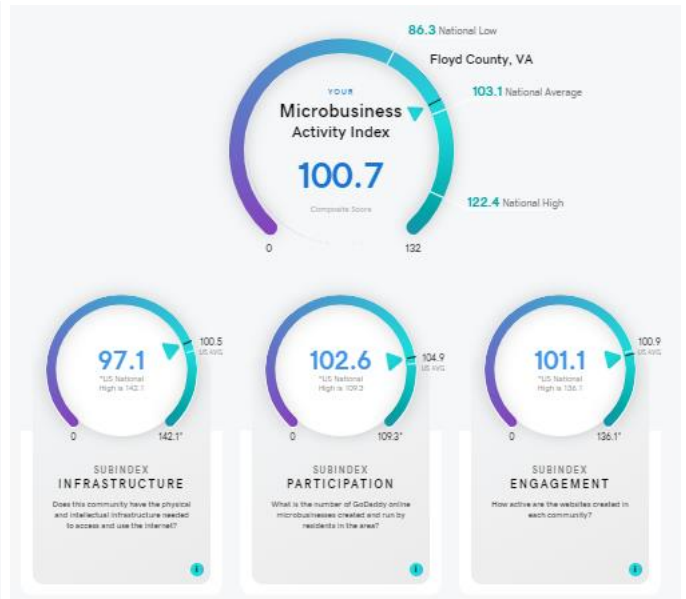 86.3 National Low
Floyd County, VA
103.1 National Average
YOUR
Microbusiness
Activity Index
100.7
Composite Score
122.4 National High
0
132
97.1
*US National
High is 142.1
100.5
US AVG
0
142.1*
SUBINDEX
INFRASTRUCTURE
Does this community have the physical
and intellectual infrastructure needed
to access and use the internet?
i
102.6
*US National
High is 109.3
104.9
US AVG
0
109.3*
SUBINDEX
PARTICIPATION
What is the number of GoDaddy online
microbusinesses created and run by
residents in the area?
i
101.1
*US National
High is 136.1
100.9
US AVG
0
136.1*
SUBINDEX
ENGAGEMENT
How active are the websites created in
each community?
i